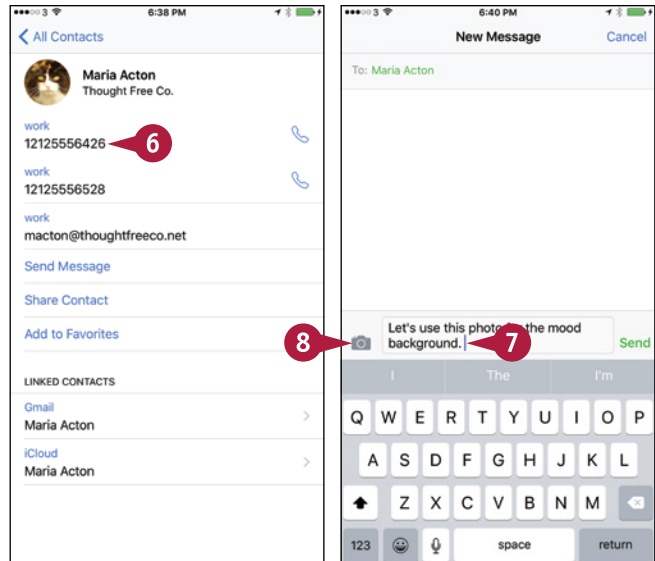 3
6:38 PM
All Contacts
Maria Acton
Thought Free Co.
work
12125556426
6
work
12125556528
work
macton@thoughtfreeco.net
Send Message
Share Contact
Add to Favorites
LINKED CONTACTS
Gmail
Maria Acton
iCloud
Maria Acton
3
6:40 PM
New Message
Cancel
To: Maria Acton
Let's use this photo the mood
background.
8
7
Send
I
The
I'm
Q W E R T Y U I O P
A S D F G H J K L
Z X C V B N M
123
space
return